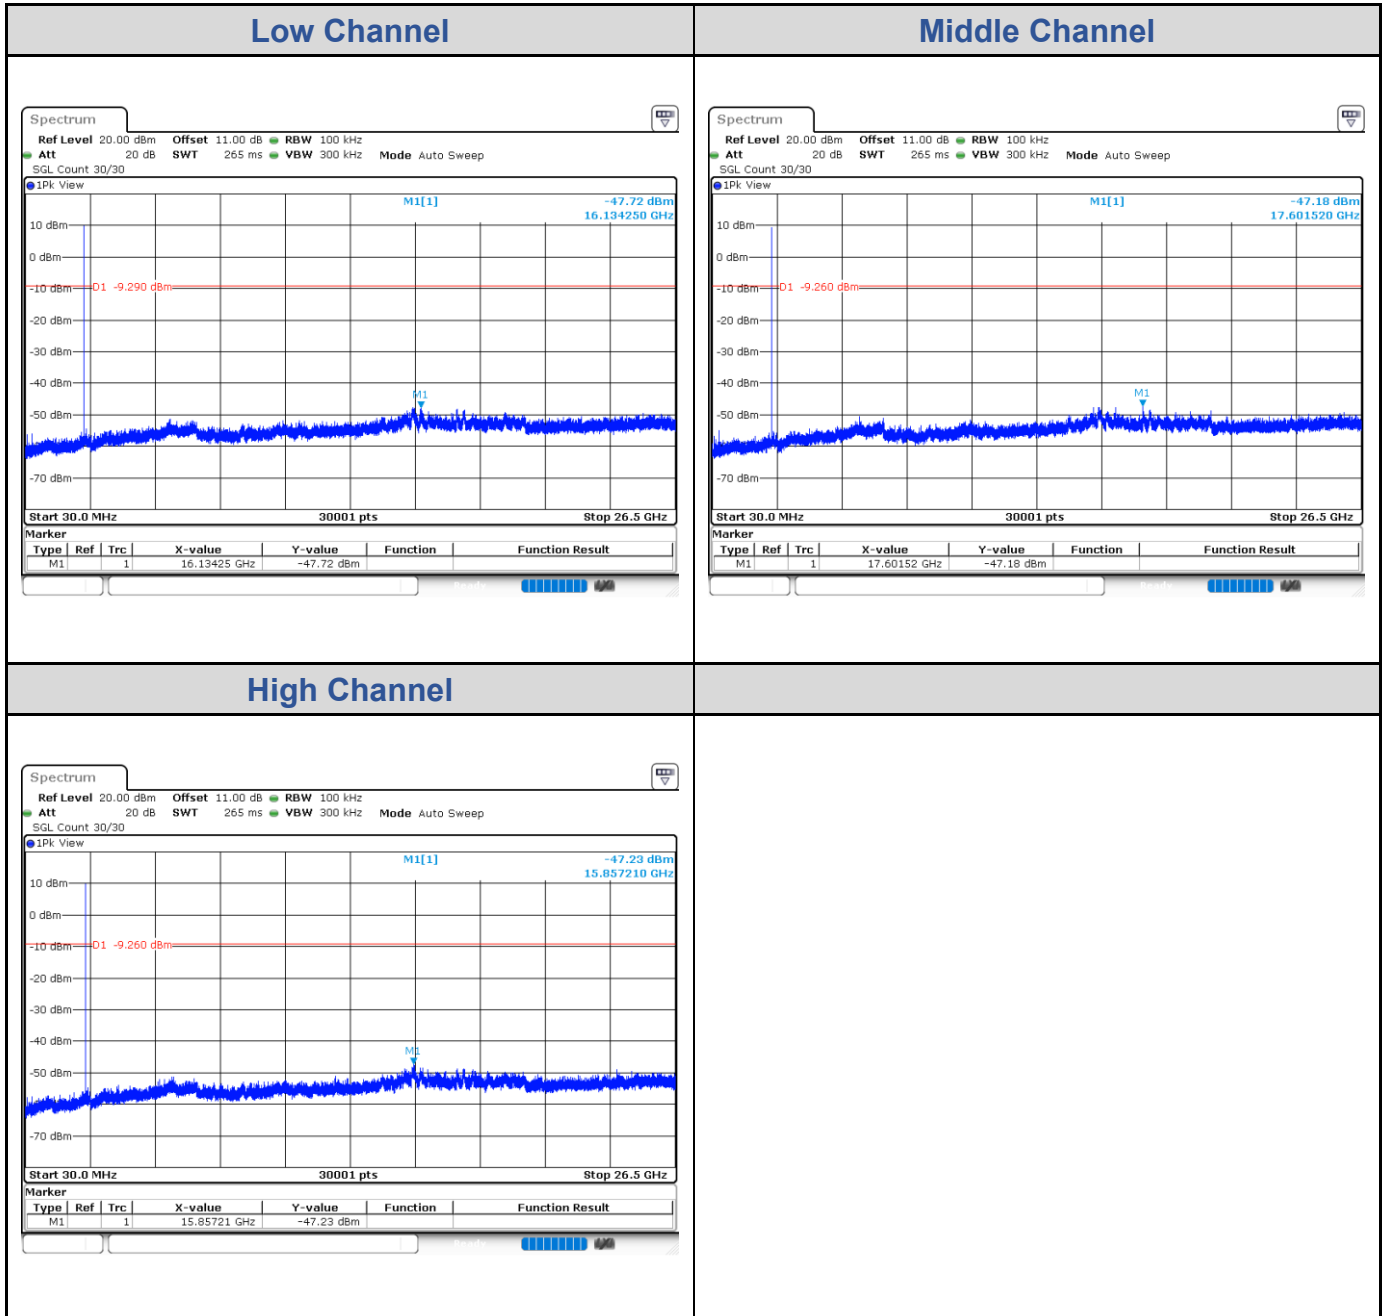 Low Channel
Spectrum
Ref Level 20.00 dBm Offset 11.00 dB RBW 100 kHz
Att 20 dB SWT 265 ms VBW 300 kHz Mode Auto Sweep
SGL Count 30/30
1Pk View
M1[1] -47.72 dBm
16.134250 GHz
10 dBm
0 dBm
-10 dBm D1 -9.290 dBm
-20 dBm
-30 dBm
-40 dBm
M1
-50 dBm
-70 dBm
Start 30.0 MHz 30001 pts Stop 26.5 GHz
Marker
Type Ref Trc X-value Y-value Function Function Result
M1 1 16.13425 GHz -47.72 dBm
Middle Channel
Spectrum
Ref Level 20.00 dBm Offset 11.00 dB RBW 100 kHz
Att 20 dB SWT 265 ms VBW 300 kHz Mode Auto Sweep
SGL Count 30/30
1Pk View
M1[1] -47.18 dBm
17.601520 GHz
10 dBm
0 dBm
-10 dBm D1 -9.260 dBm
-20 dBm
-30 dBm
-40 dBm
M1
-50 dBm
-70 dBm
Start 30.0 MHz 30001 pts Stop 26.5 GHz
Marker
Type Ref Trc X-value Y-value Function Function Result
M1 1 17.60152 GHz -47.18 dBm
High Channel
Spectrum
Ref Level 20.00 dBm Offset 11.00 dB RBW 100 kHz
Att 20 dB SWT 265 ms VBW 300 kHz Mode Auto Sweep
SGL Count 30/30
1Pk View
M1[1] -47.23 dBm
15.857210 GHz
10 dBm
0 dBm
-10 dBm D1 -9.260 dBm
-20 dBm
-30 dBm
-40 dBm
M1
-50 dBm
-70 dBm
Start 30.0 MHz 30001 pts Stop 26.5 GHz
Marker
Type Ref Trc X-value Y-value Function Function Result
M1 1 15.85721 GHz -47.23 dBm